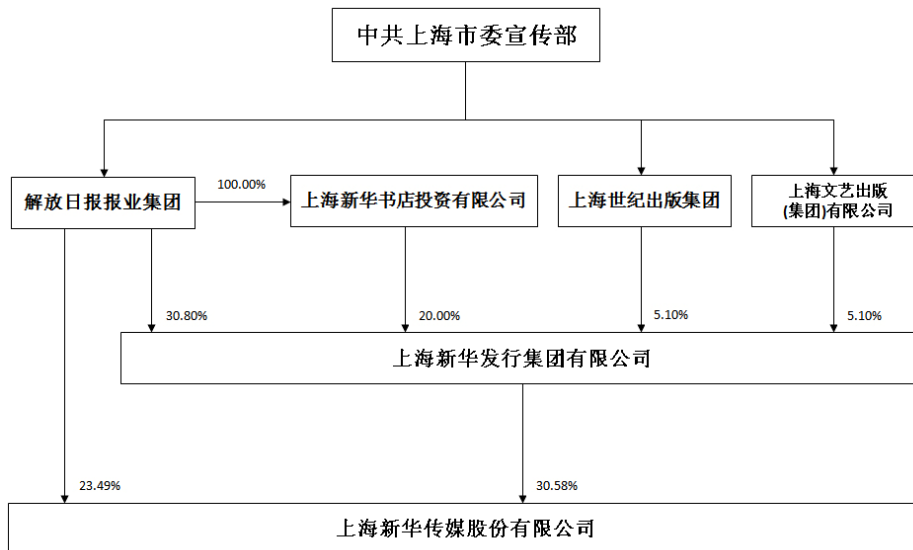 中共上海市委宣传部
解放日报报业集团
100.00%
上海新华书店投资有限公司
上海世纪出版集团
上海文艺出版
(集团)有限公司
30.80%
20.00%
5.10%
5.10%
上海新华发行集团有限公司
23.49%
30.58%
上海新华传媒股份有限公司